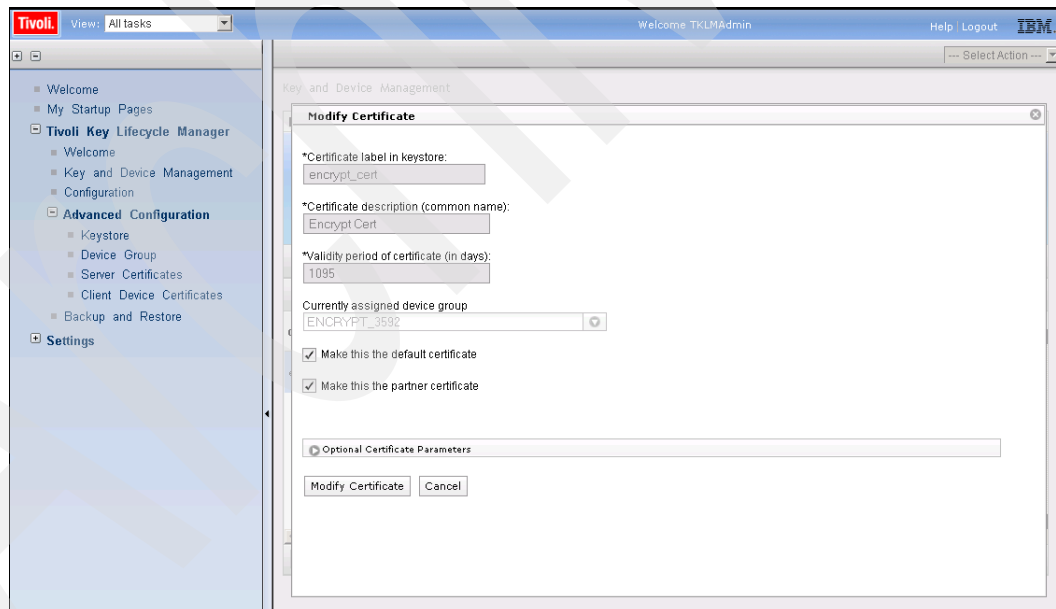 Tivoli. View: All tasks Welcome TKLMAdmin Help Logout IBM.
--- Select Action ---
Welcome
My Startup Pages
Tivoli Key Lifecycle Manager
Welcome
Key and Device Management
Configuration
Advanced Configuration
Keystore
Device Group
Server Certificates
Client Device Certificates
Backup and Restore
Settings
Key and Device Management
Modify Certificate
*Certificate label in keystore:
encrypt_cert
*Certificate description (common name):
Encrypt Cert
*Validity period of certificate (in days):
1095
Currently assigned device group
ENCRYPT_3592
Make this the default certificate
Make this the partner certificate
Optional Certificate Parameters
Modify Certificate Cancel